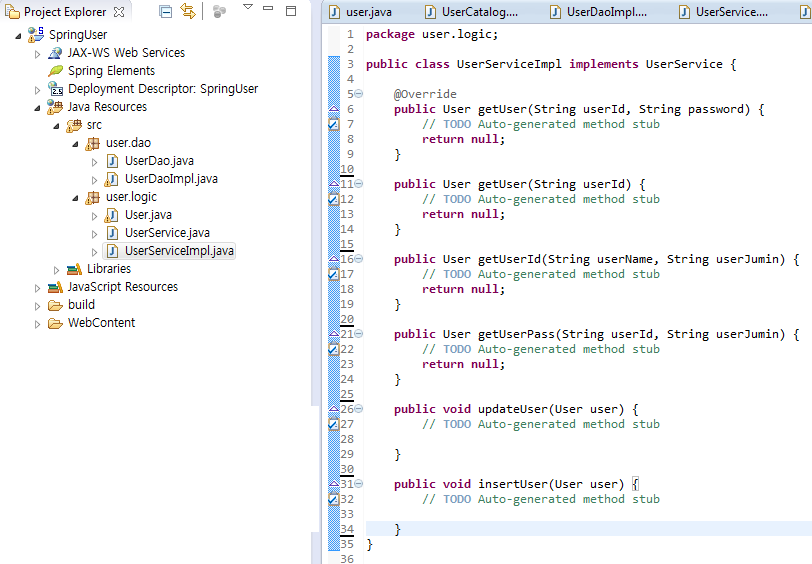 Project Explorer
SpringUser
JAX-WS Web Services
Spring Elements
Deployment Descriptor: SpringUser
Java Resources
src
user.dao
UserDao.java
UserDaoImpl.java
user.logic
User.java
UserService.java
UserServiceImpl.java
Libraries
JavaScript Resources
build
WebContent
user.java UserCatalog.... UserDaoImpl.... UserService....
1 package user.logic;
2
3 public class UserServiceImpl implements UserService {
4
5 @Override
6 public User getUser(String userId, String password) {
7 // TODO Auto-generated method stub
8 return null;
9 }
10
11 public User getUser(String userId) {
12 // TODO Auto-generated method stub
13 return null;
14 }
15
16 public User getUserId(String userName, String userJumin) {
17 // TODO Auto-generated method stub
18 return null;
19 }
20
21 public User getUserPass(String userId, String userJumin) {
22 // TODO Auto-generated method stub
23 return null;
24 }
25
26 public void updateUser(User user) {
27 // TODO Auto-generated method stub
28
29 }
30
31 public void insertUser(User user) {
32 // TODO Auto-generated method stub
33
34 }
35 }
36